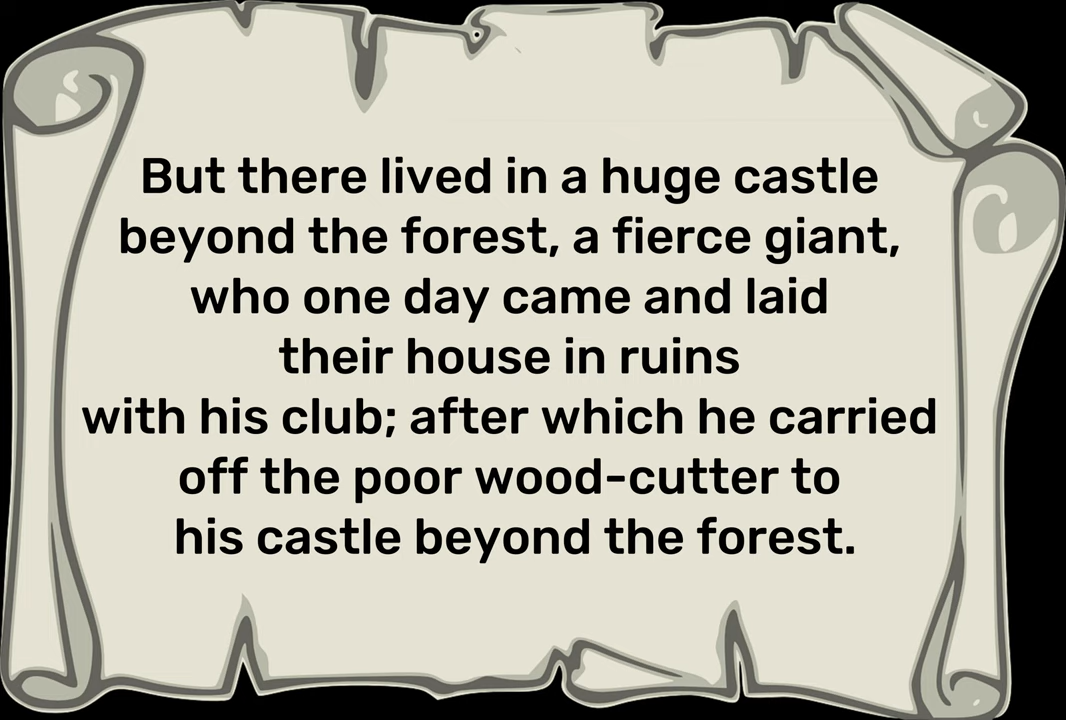 But there lived in a huge castle
beyond the forest, a fierce giant,
who one day came and laid
their house in ruins
with his club; after which he carried
off the poor wood-cutter to
his castle beyond the forest.